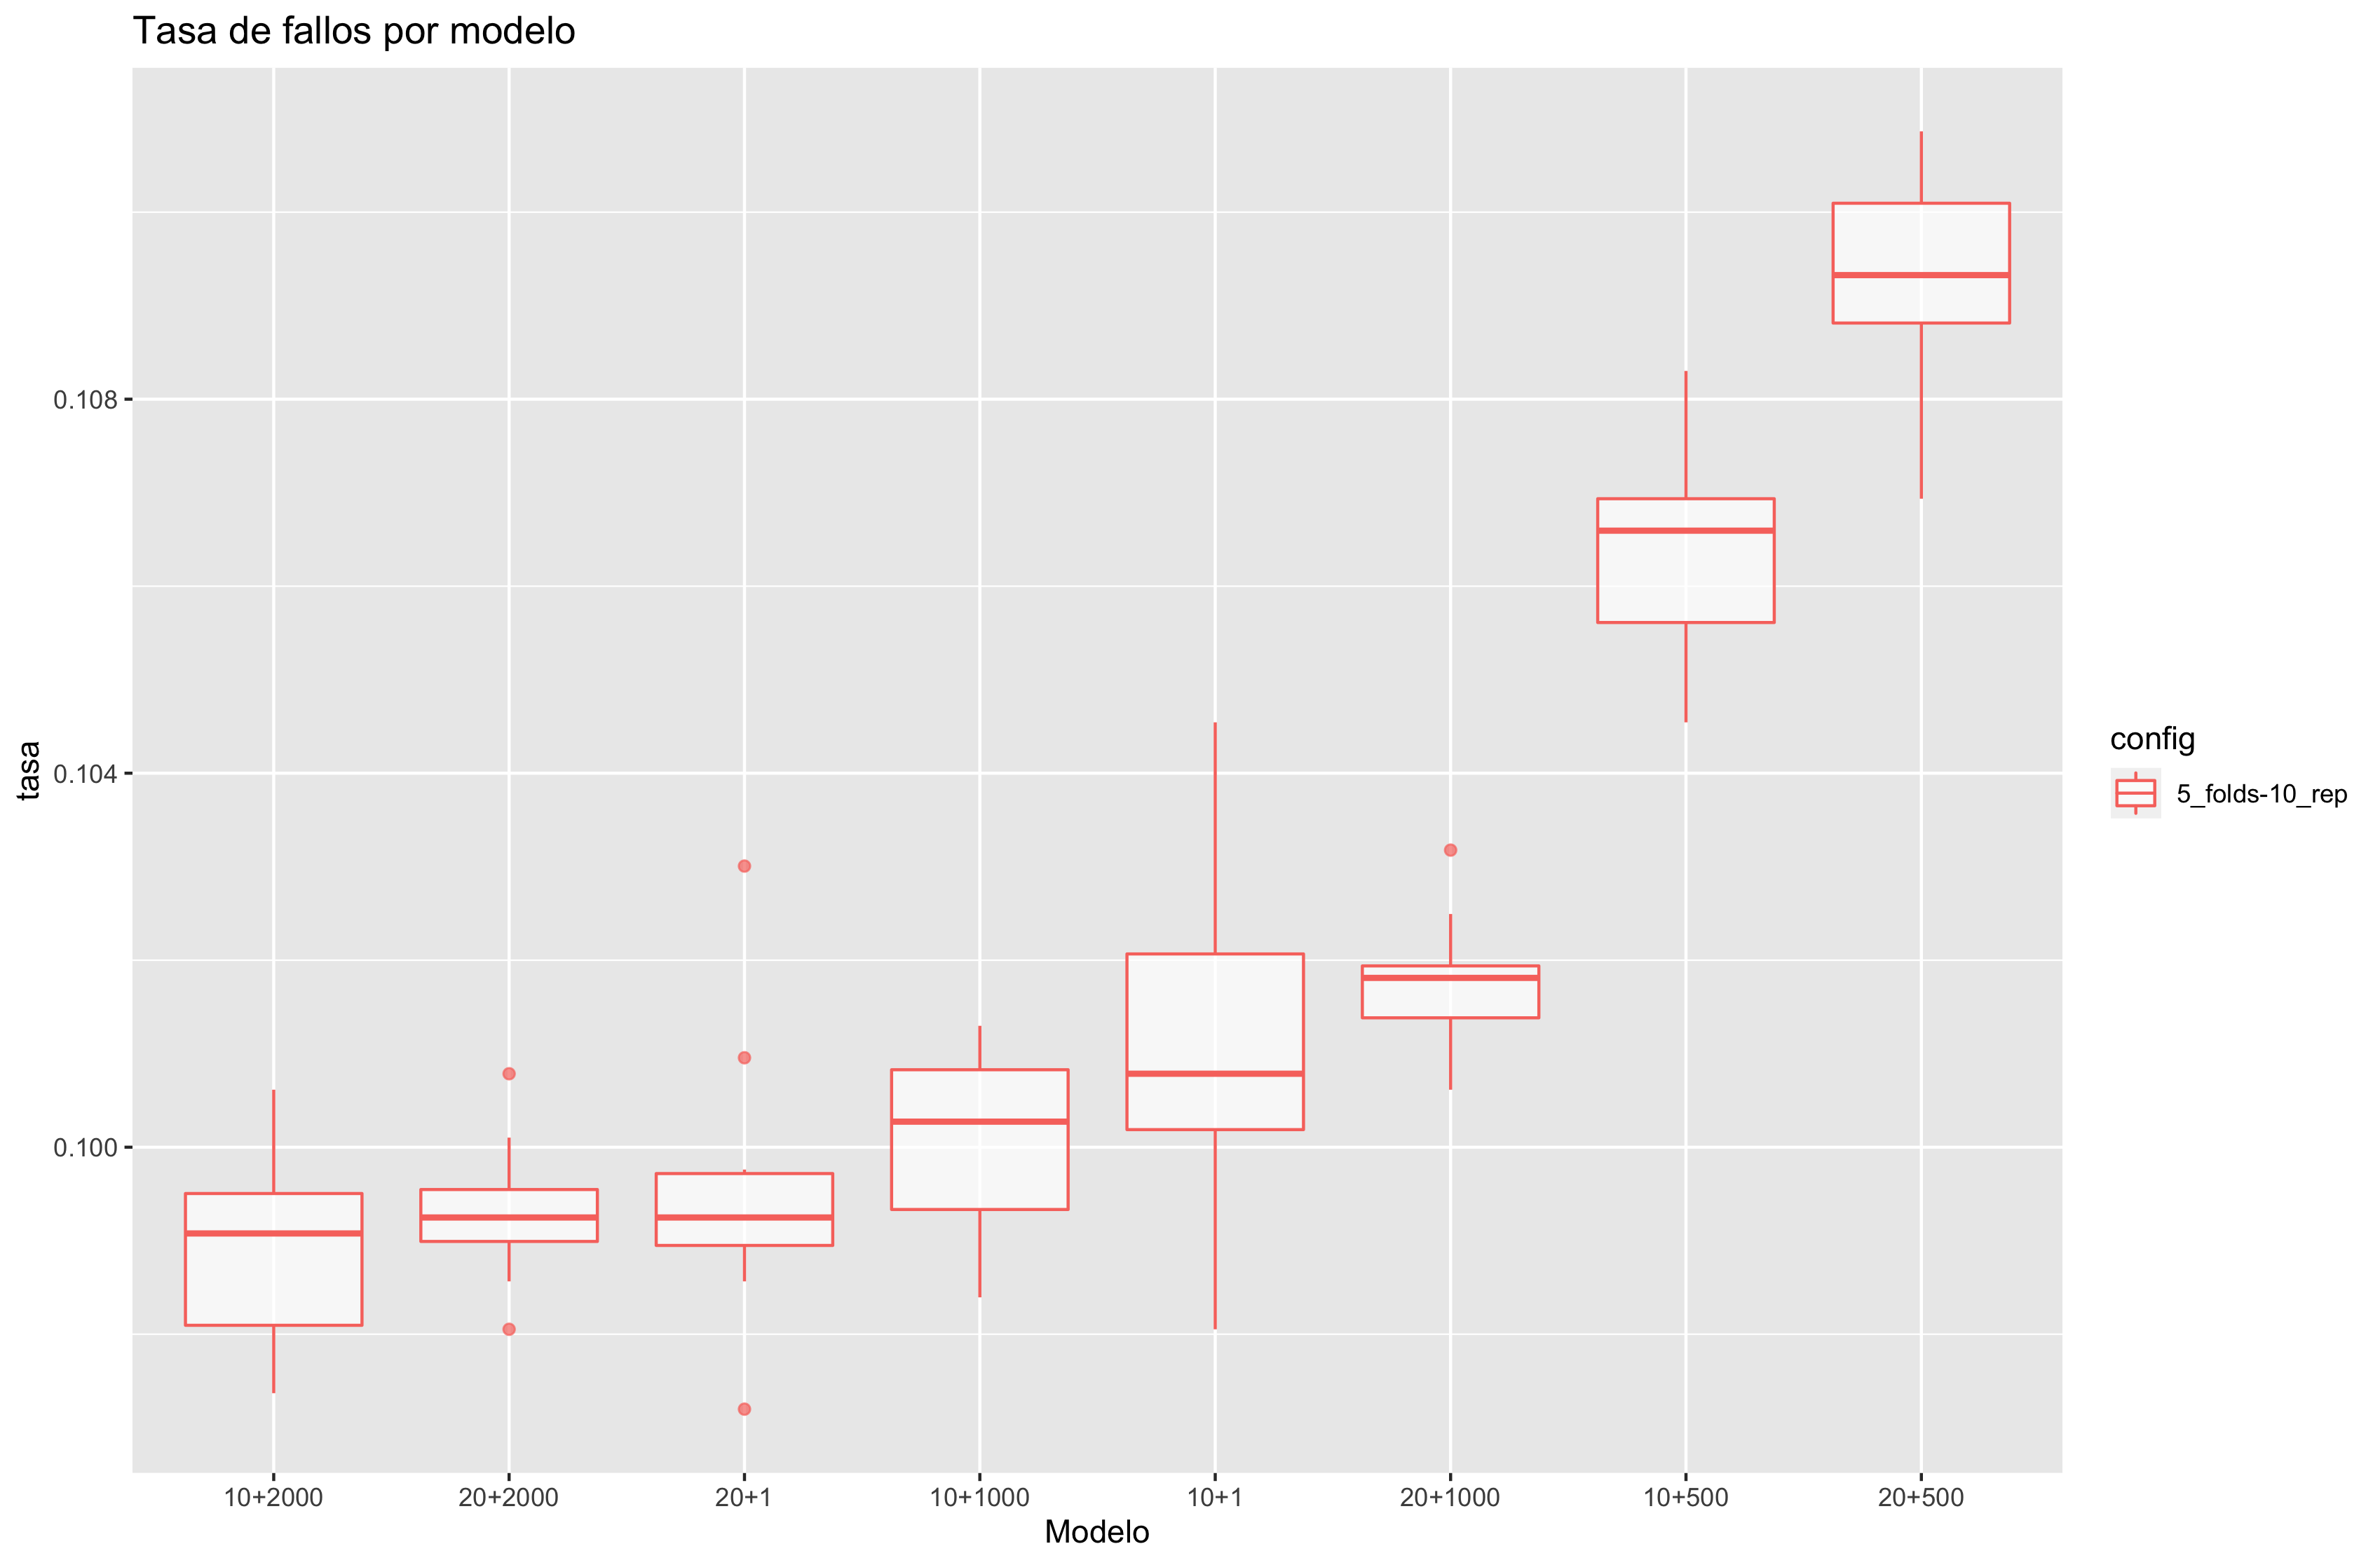 Tasa de fallos por modelo
tasa
0.108
0.104
0.100
10+2000 20+2000 20+1 10+1000 10+1 20+1000 10+500 20+500
Modelo
config
5_folds-10_rep